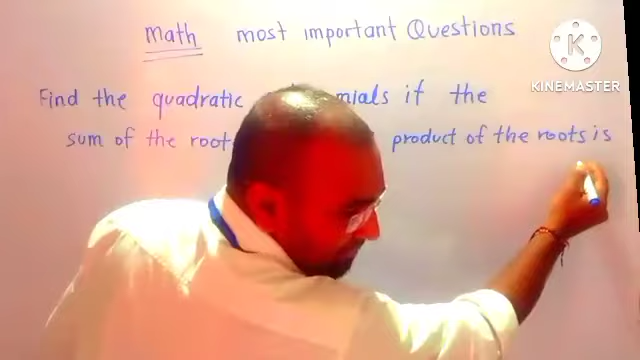 Math most important Questions
KINEMASTER
Find the quadratic mials if the
sum of the root product of the roots is